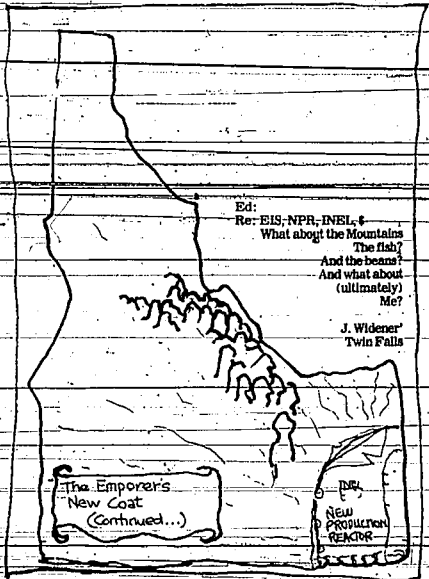 Ed:
Re: EIS, NPR, INEL, $
What about the Mountains
The fish?
And the beans?
And what about
(ultimately)
Me?
J. Widener
Twin Falls
The Emporer's
New Coat
(Continued...)
INEL
NEW
PRODUCTION
REACTOR